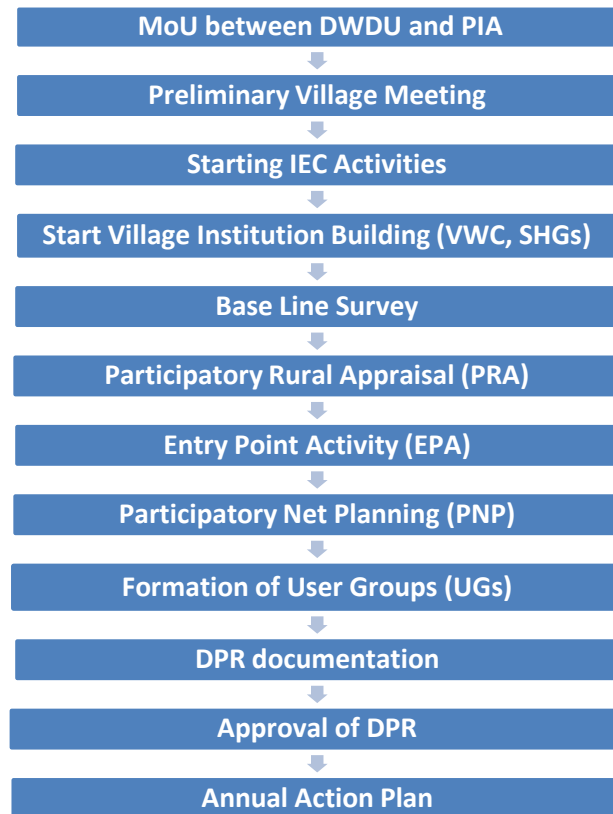 MoU between DWDU and PIA
Preliminary Village Meeting
Starting IEC Activities
Start Village Institution Building (VWC, SHGs)
Base Line Survey
Participatory Rural Appraisal (PRA)
Entry Point Activity (EPA)
Participatory Net Planning (PNP)
Formation of User Groups (UGs)
DPR documentation
Approval of DPR
Annual Action Plan